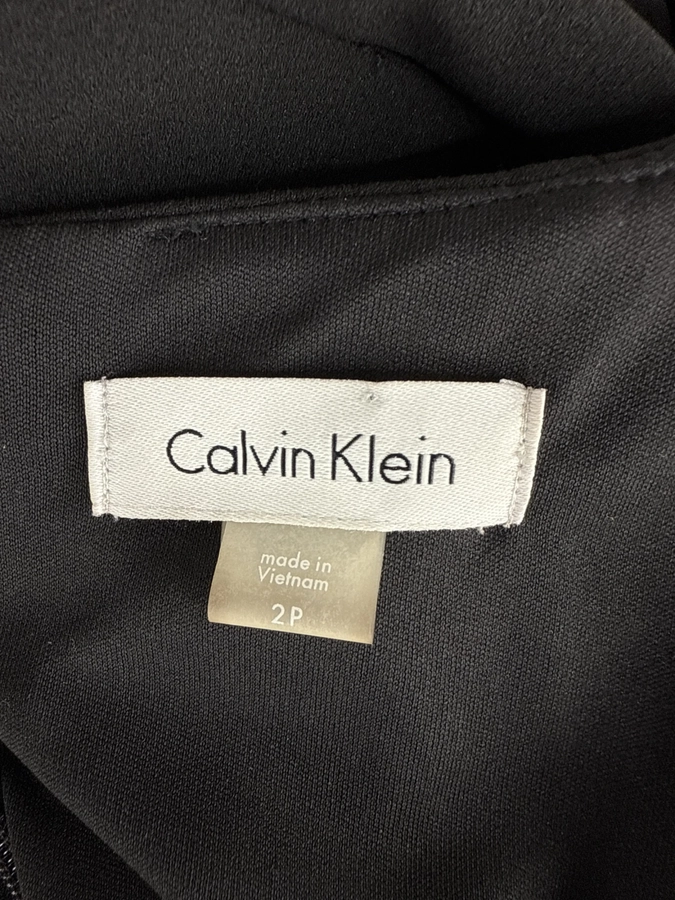 Calvin Klein
made in
Vietnam
2P